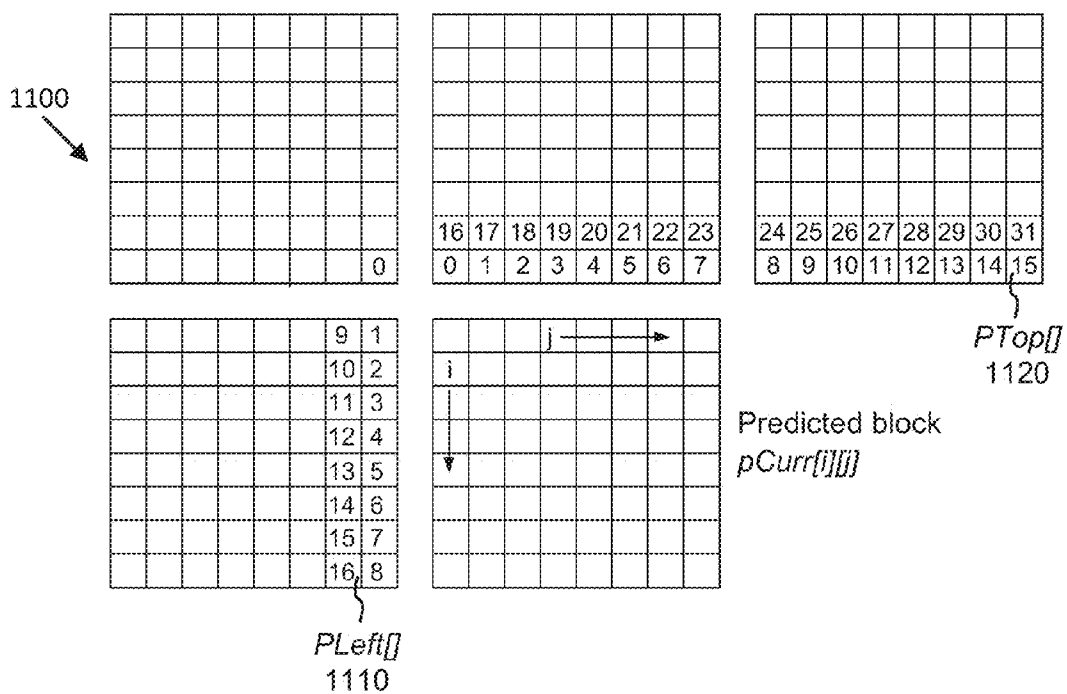 1100
16 17 18 19 20 21 22 23
24 25 26 27 28 29 30 31
0
0 1 2 3 4 5 6 7
8 9 10 11 12 13 14 15
PTop[]
1120
9 1
10 2
11 3
12 4
13 5
14 6
15 7
16 8
j
i
Predicted block
pCurr[i][j]
PLeft[]
1110